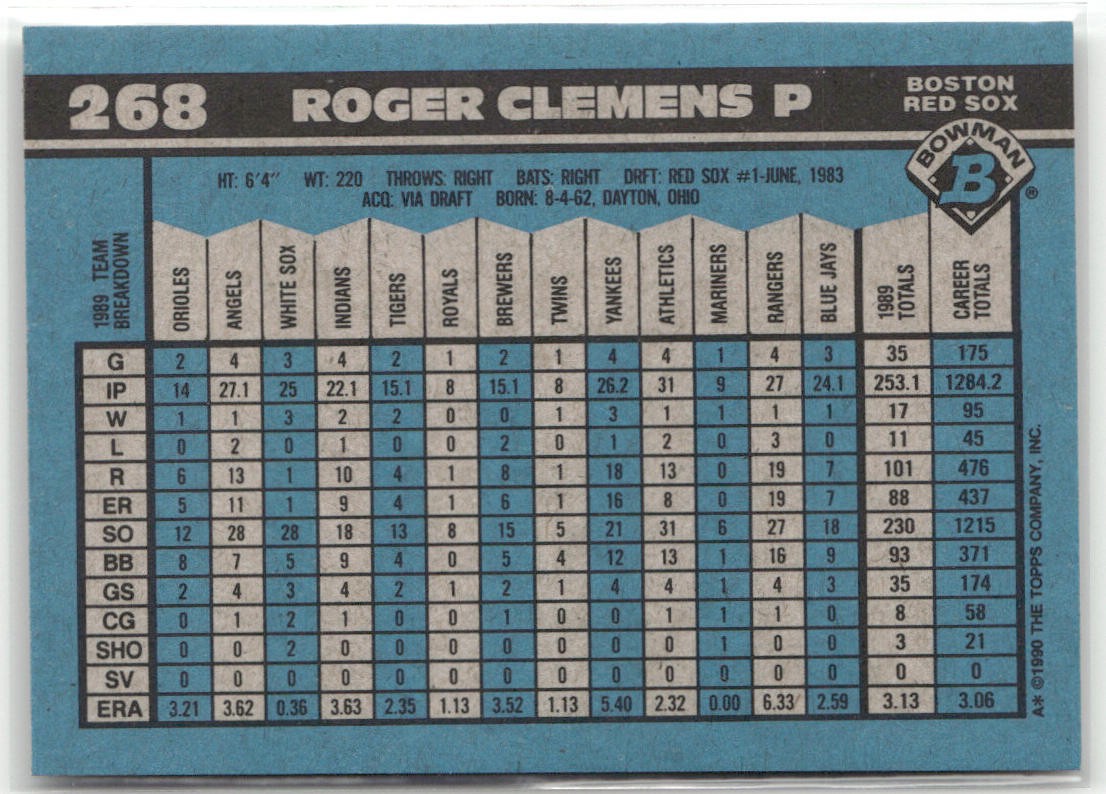 268 ROGER CLEMENS P BOSTON RED SOX
BOWMAN
B ®
HT: 6'4" WT: 220 THROWS: RIGHT BATS: RIGHT DRFT: RED SOX #1-JUNE, 1983
ACQ: VIA DRAFT BORN: 8-4-62, DAYTON, OHIO
1989 TEAM BREAKDOWN ORIOLES ANGELS WHITE SOX INDIANS TIGERS ROYALS BREWERS TWINS YANKEES ATHLETICS MARINERS RANGERS BLUE JAYS 1989 TOTALS CAREER TOTALS
G 2 4 3 4 2 1 2 1 4 4 1 4 3 35 175
IP 14 27.1 25 22.1 15.1 8 15.1 8 26.2 31 9 27 24.1 253.1 1284.2
W 1 1 3 2 2 0 0 1 3 1 1 1 1 17 95
L 0 2 0 1 0 0 2 0 1 2 0 3 0 11 45
R 6 13 1 10 4 1 8 1 18 13 0 19 7 101 476
ER 5 11 1 9 4 1 6 1 16 8 0 19 7 88 437
SO 12 28 28 18 13 8 15 5 21 31 6 27 18 230 1215
BB 8 7 5 9 4 0 5 4 12 13 1 16 9 93 371
GS 2 4 3 4 2 1 2 1 4 4 1 4 3 35 174
CG 0 1 2 1 0 0 1 0 0 1 1 1 0 8 58
SHO 0 0 2 0 0 0 0 0 0 0 1 0 0 3 21
SV 0 0 0 0 0 0 0 0 0 0 0 0 0 0 0
ERA 3.21 3.62 0.36 3.63 2.35 1.13 3.52 1.13 5.40 2.32 0.00 6.33 2.59 3.13 3.06
A* ©1990 THE TOPPS COMPANY, INC.